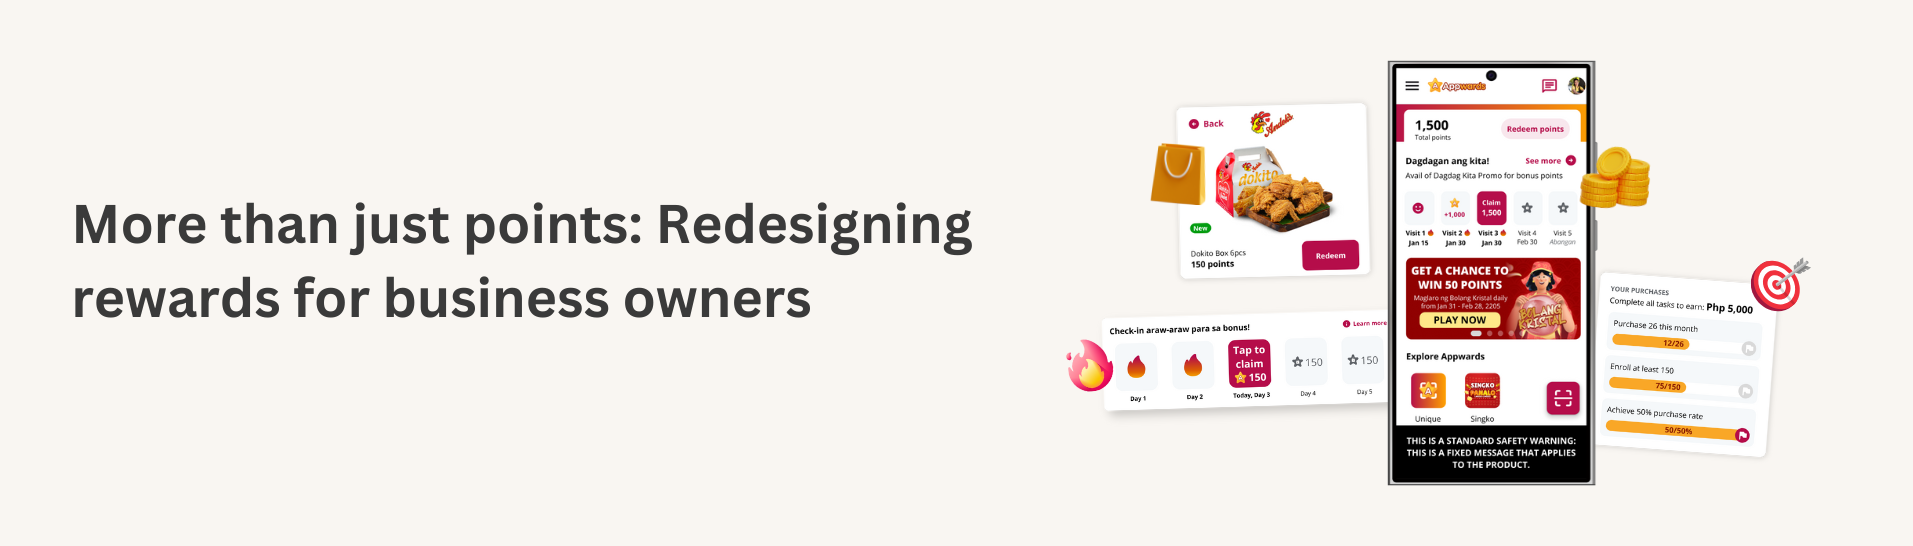 More than just points: Redesigning
rewards for business owners
Back
Andok's
dokito
New
Dokito Box 6pcs
150 points
Redeem
Check-in araw-araw para sa bonus!
Learn more
Tap to
claim
150
150
150
Day 1
Day 2
Today, Day 3
Day 4
Day 5
Appwards
1,500
Total points
Redeem points
Dagdagan ang kita!
See more
Avail of Dagdag Kita Promo for bonus points
+1,000
Claim
1,500
Visit 1
Visit 2
Visit 3
Visit 4
Visit 5
Jan 15
Jan 30
Jan 30
Feb 30
Abangan
GET A CHANCE TO
WIN 50 POINTS
Maglaro ng Bolang Kristal daily
from Jan 31 - Feb 28, 2205
PLAY NOW
BOLANG
KRISTAL
Explore Appwards
SINGKO
PANALO
Unique
Singko
THIS IS A STANDARD SAFETY WARNING:
THIS IS A FIXED MESSAGE THAT APPLIES
TO THE PRODUCT.
YOUR PURCHASES
Complete all tasks to earn: Php 5,000
Purchase 26 this month
12/26
Enroll at least 150
75/150
Achieve 50% purchase rate
50/50%